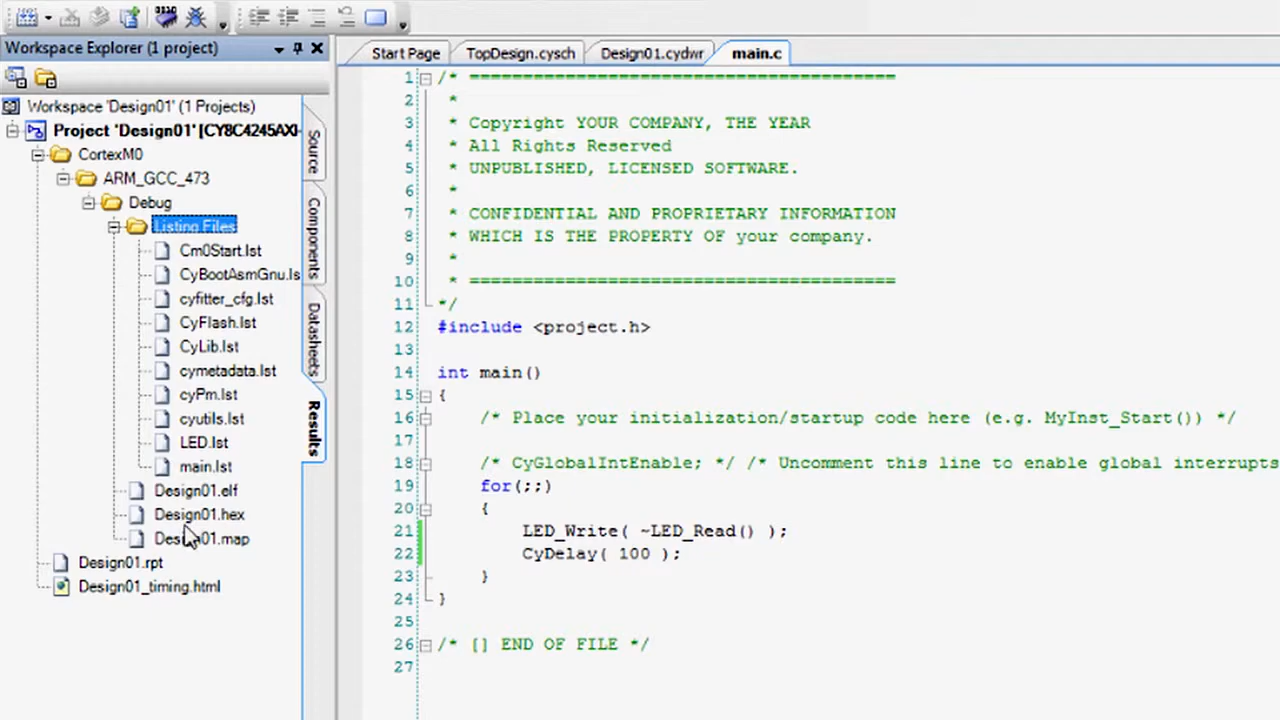 Workspace Explorer (1 project)
Workspace 'Design01' (1 Projects)
Project 'Design01' [CY8C4245AXI-
CortexM0
ARM_GCC_473
Debug
Listing Files
Cm0Start.lst
CyBootAsmGnu.ls
cyfitter_cfg.lst
CyFlash.lst
CyLib.lst
cymetadata.lst
cyPm.lst
cyutils.lst
LED.lst
main.lst
Design01.elf
Design01.hex
Design01.map
Design01.rpt
Design01_timing.html
Source
Components
Datasheets
Results
Start Page
TopDesign.cysch
Design01.cydwr
main.c
1 /* ========================================
2 *
3 * Copyright YOUR COMPANY, THE YEAR
4 * All Rights Reserved
5 * UNPUBLISHED, LICENSED SOFTWARE.
6 *
7 * CONFIDENTIAL AND PROPRIETARY INFORMATION
8 * WHICH IS THE PROPERTY OF your company.
9 *
10 * ========================================
11 */
12 #include <project.h>
13
14 int main()
15 {
16 /* Place your initialization/startup code here (e.g. MyInst_Start()) */
17
18 /* CyGlobalIntEnable; */ /* Uncomment this line to enable global interrupts
19 for(;;)
20 {
21 LED_Write( ~LED_Read() );
22 CyDelay( 100 );
23 }
24 }
25
26 /* [] END OF FILE */
27